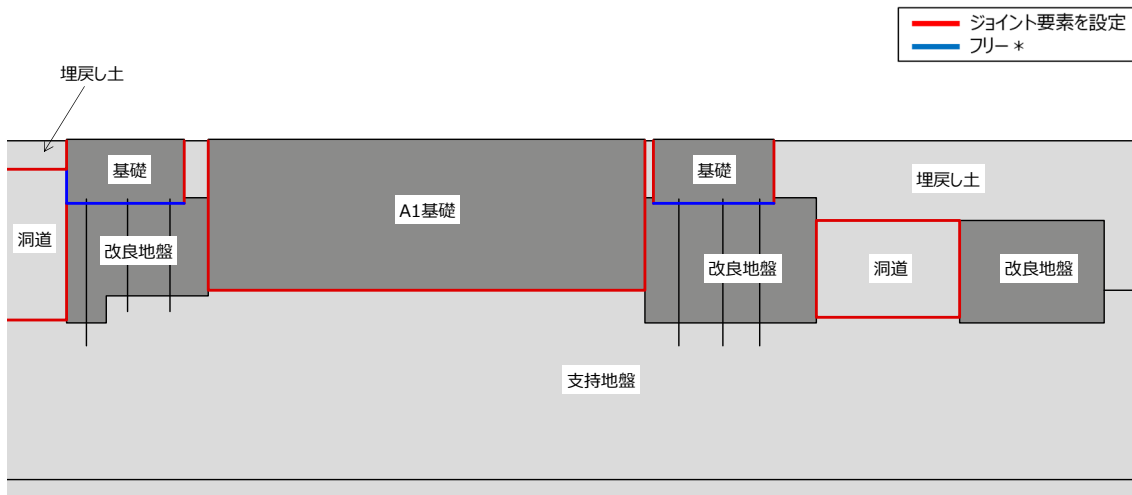 ジョイント要素を設定
フリー＊
埋戻し土
基礎
基礎
埋戻し土
A1基礎
洞道
改良地盤
改良地盤
洞道
改良地盤
支持地盤